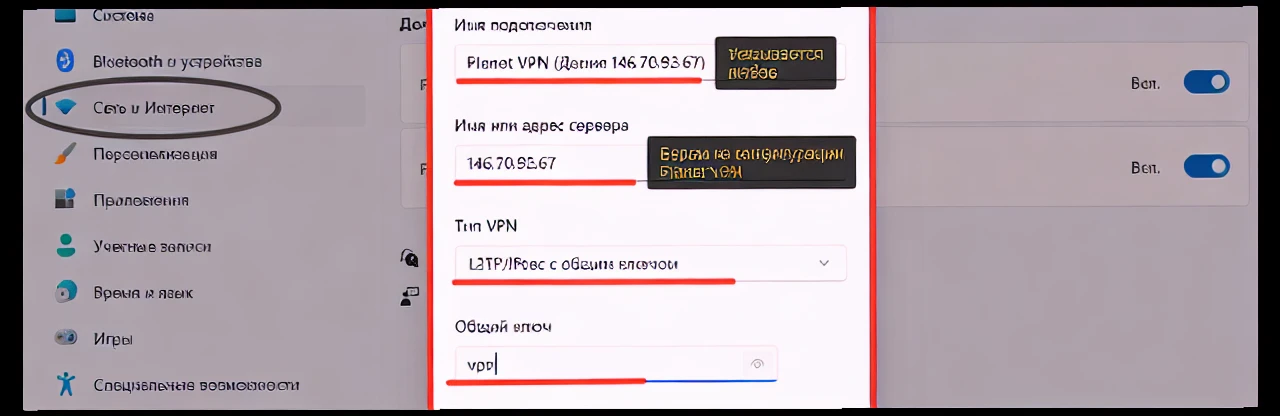 Система
Bluetooth и устройства
Сеть и Интернет
Персонализация
Приложения
Учетные записи
Время и язык
Игры
Специальные возможности
До
Имя подключения
Planet VPN (Дания 146.70.93.67)
Указывается
любое
Имя или адрес сервера
146.70.93.67
Берем из конфигурации
Planet VPN
Тип VPN
L2TP/IPsec с общим ключом
Общий ключ
vpn
Вкл.
Вкл.